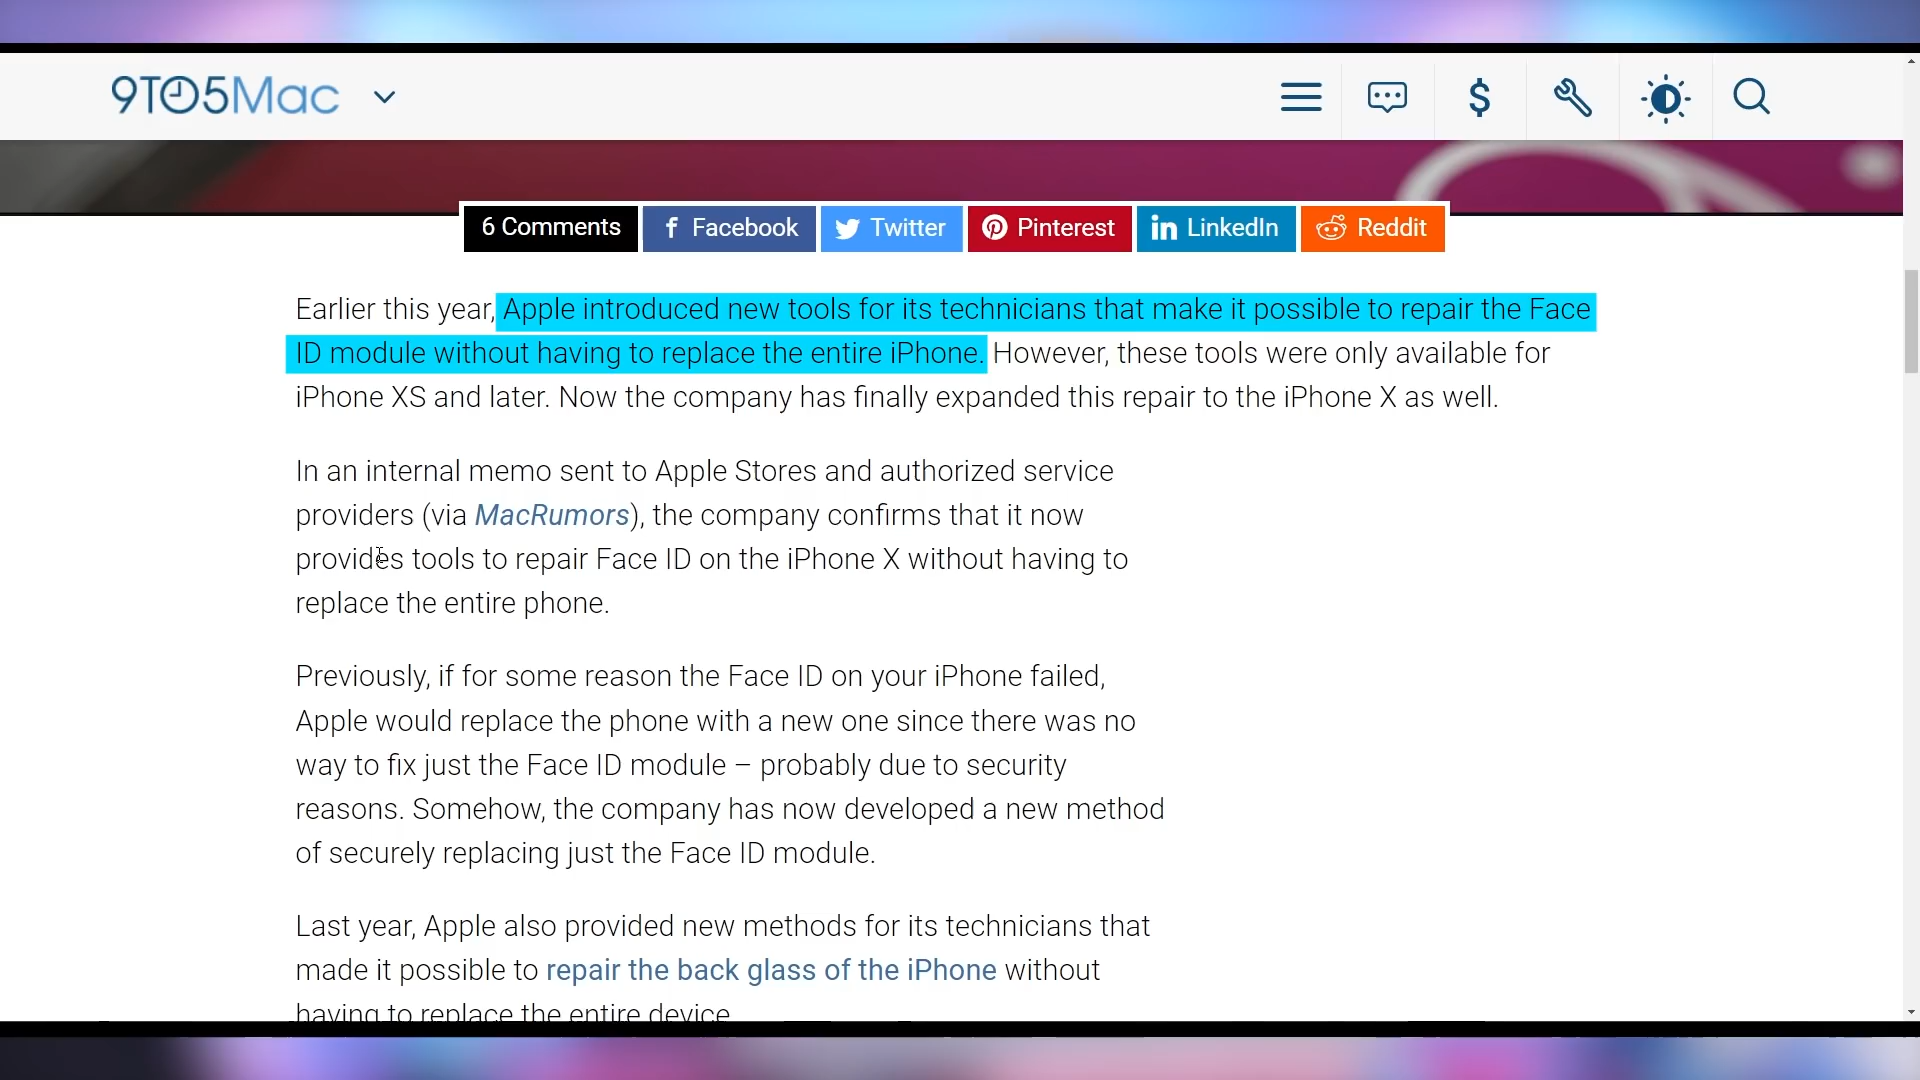 9TO5Mac
6 Comments
Facebook
Twitter
Pinterest
LinkedIn
Reddit
Earlier this year, Apple introduced new tools for its technicians that make it possible to repair the Face
ID module without having to replace the entire iPhone. However, these tools were only available for
iPhone XS and later. Now the company has finally expanded this repair to the iPhone X as well.
In an internal memo sent to Apple Stores and authorized service
providers (via MacRumors), the company confirms that it now
provides tools to repair Face ID on the iPhone X without having to
replace the entire phone.
Previously, if for some reason the Face ID on your iPhone failed,
Apple would replace the phone with a new one since there was no
way to fix just the Face ID module – probably due to security
reasons. Somehow, the company has now developed a new method
of securely replacing just the Face ID module.
Last year, Apple also provided new methods for its technicians that
made it possible to repair the back glass of the iPhone without
having to replace the entire device